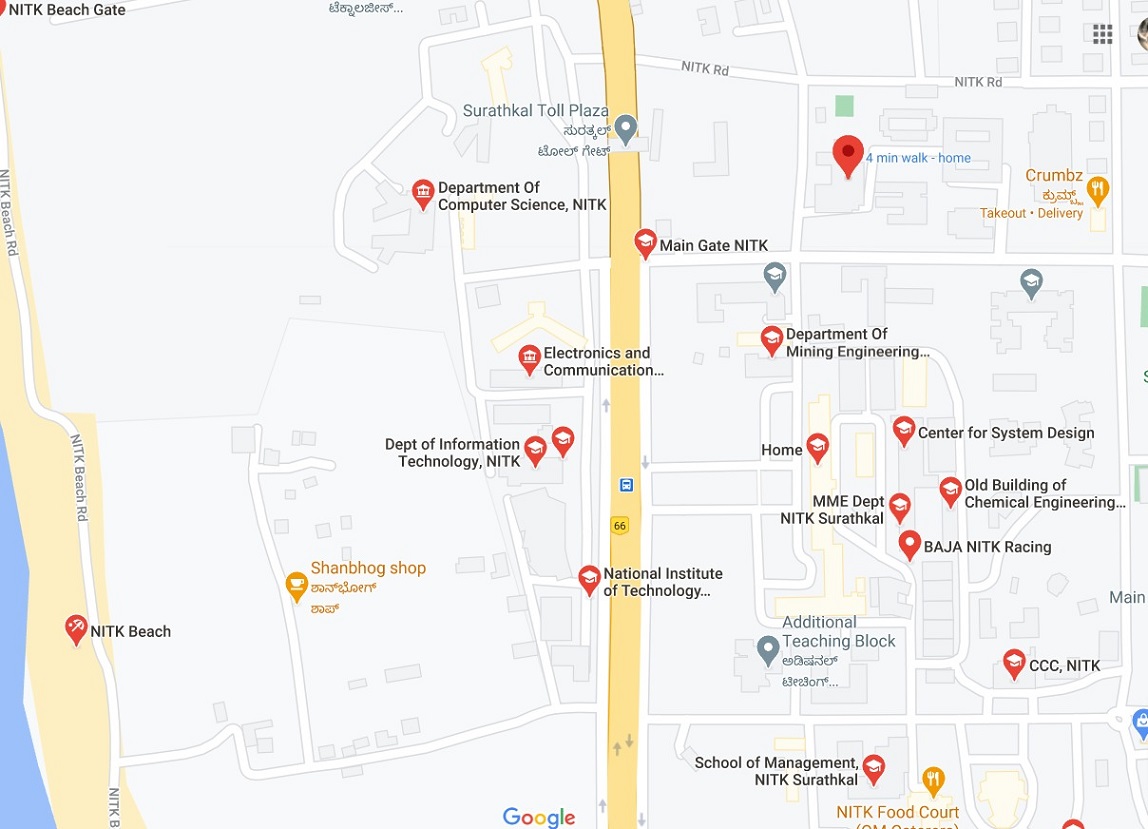 NITK Beach Gate
ಟೆಕ್ನಾಲಜೀಸ್...
NITK Rd
NITK Rd
Surathkal Toll Plaza
ಸುರತ್ಕಲ್
ಟೋಲ್ ಗೇಟ್
4 min walk - home
Crumbz
ಕ್ರುಮ್ಬ್ಜ್
Takeout • Delivery
NITK Beach Rd
Department Of
Computer Science, NITK
Main Gate NITK
Department Of
Mining Engineering...
Electronics and
Communication...
Dept of Information
Technology, NITK
Home
Center for System Design
NITK Beach Rd
MME Dept
NITK Surathkal
Old Building of
Chemical Engineering...
66
BAJA NITK Racing
Shanbhog shop
ಶಾನ್‌ಭೋಗ್
ಶಾಪ್
National Institute
of Technology...
Main
NITK Beach
Additional
Teaching Block
ಅಡಿಷನಲ್
ಟೀಚಿಂಗ್...
CCC, NITK
School of Management,
NITK Surathkal
NITK B
Google
NITK Food Court